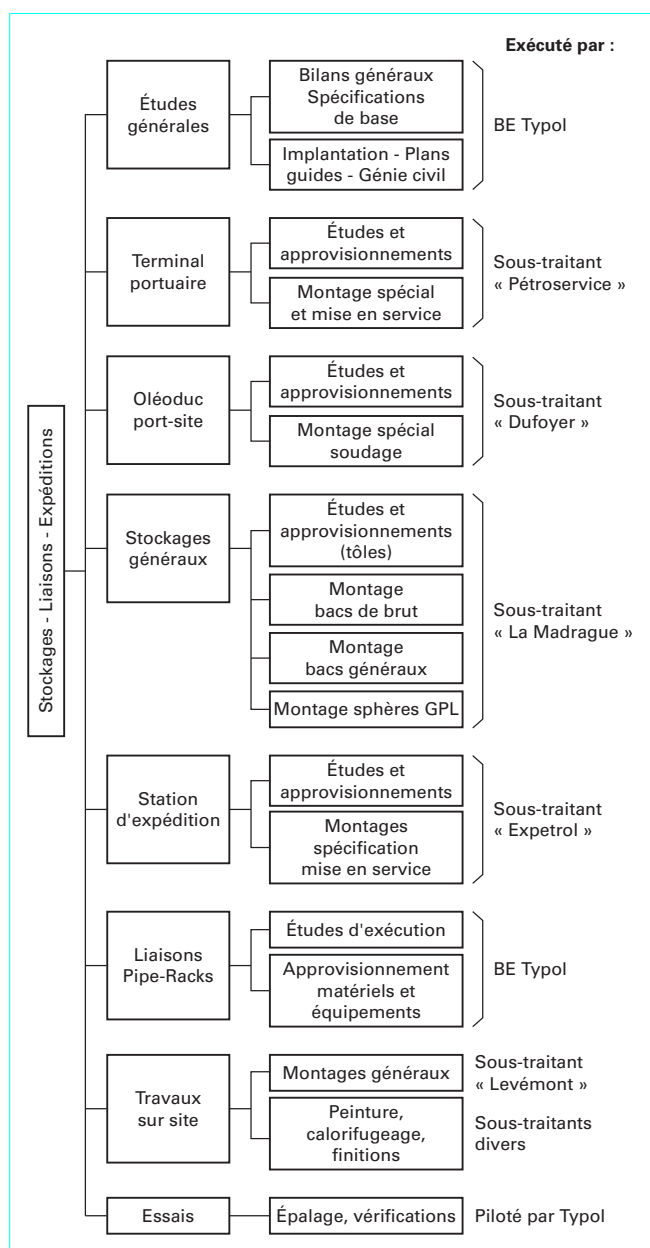 Exécuté par :
Stockages - Liaisons - Expéditions
Études
générales
Bilans généraux
Spécifications
de base
Implantation - Plans
guides - Génie civil
BE Typol
Terminal
portuaire
Études et
approvisionnements
Montage spécial
et mise en service
Sous-traitant
« Pétroservice »
Oléoduc
port-site
Études et
approvisionnements
Montage spécial
soudage
Sous-traitant
« Dufoyer »
Stockages
généraux
Études et
approvisionnements
(tôles)
Montage
bacs de brut
Montage
bacs généraux
Montage sphères GPL
Sous-traitant
« La Madrague »
Station
d'expédition
Études et
approvisionnements
Montages
spécification
mise en service
Sous-traitant
« Expetrol »
Liaisons
Pipe-Racks
Études d'exécution
Approvisionnement
matériels et
équipements
BE Typol
Travaux
sur site
Montages généraux
Sous-traitant
« Levémont »
Peinture,
calorifugeage,
finitions
Sous-traitants
divers
Essais
Épalage, vérifications
Piloté par Typol